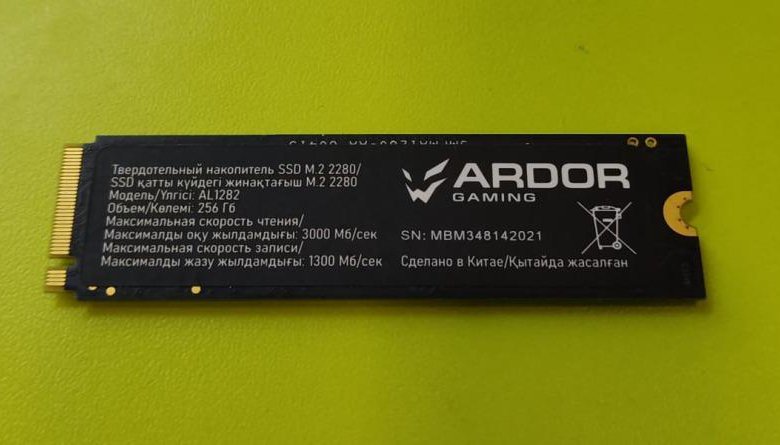 Твердотельный накопитель SSD M.2 2280/
SSD қатты күйдегі жинақтағыш M.2 2280
Модель/Үлгісі: AL1282
Объем/Көлемі: 256 Гб
Максимальная скорость чтения/
Максималды оқу жылдамдығы: 3000 Мб/сек
Максимальная скорость записи/
Максималды жазу жылдамдығы: 1300 Мб/сек
ARDOR
GAMING
SN: MBM348142021
Сделано в Китае/Қытайда жасалған